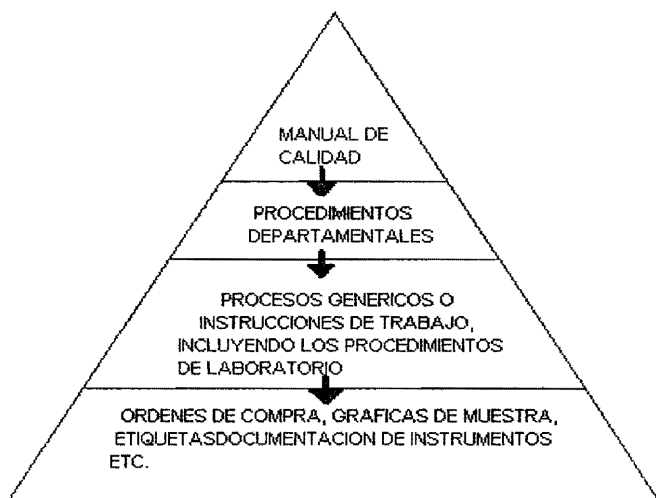 MANUAL DE
CALIDAD
PROCEDIMIENTOS
DEPARTAMENTALES
PROCESOS GENERICOS O
INSTRUCCIONES DE TRABAJO,
INCLUYENDO LOS PROCEDIMIENTOS
DE LABORATORIO
ORDENES DE COMPRA, GRAFICAS DE MUESTRA,
ETIQUETASDOCUMENTACION DE INSTRUMENTOS
ETC.